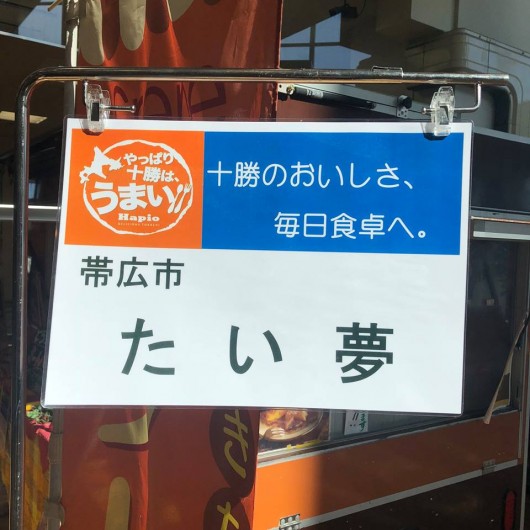 やっぱり
十勝は、
うまい!!
Hapio
十勝のおいしさ、
毎日食卓へ。
帯広市
たい夢